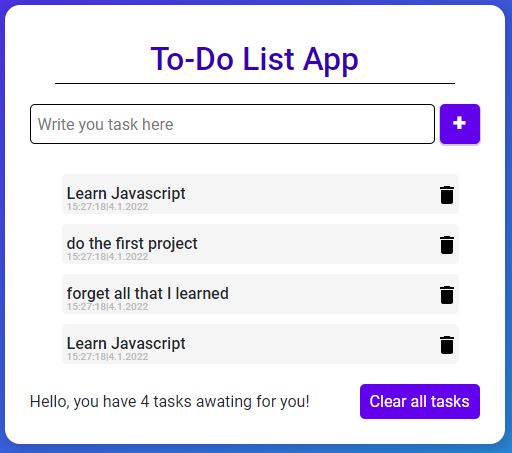 To-Do List App
Write you task here
+
Learn Javascript
15:27:18|4.1.2022
do the first project
15:27:18|4.1.2022
forget all that I learned
15:27:18|4.1.2022
Learn Javascript
15:27:18|4.1.2022
Hello, you have 4 tasks awating for you!
Clear all tasks